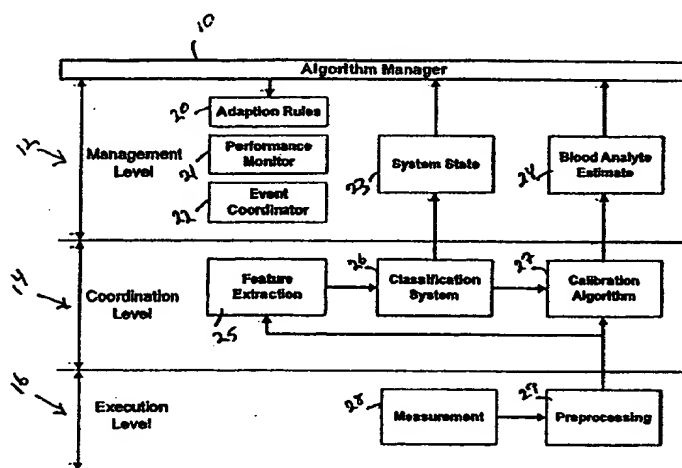 10
Algorithm Manager
20
Adaption Rules
12
Management
Level
21
Performance
Monitor
23
System State
24
Blood Analyte
Estimate
22
Event
Coordinator
14
Coordination
Level
Feature
Extraction
25
26
Classification
System
27
Calibration
Algorithm
16
Execution
Level
28
Measurement
29
Preprocessing